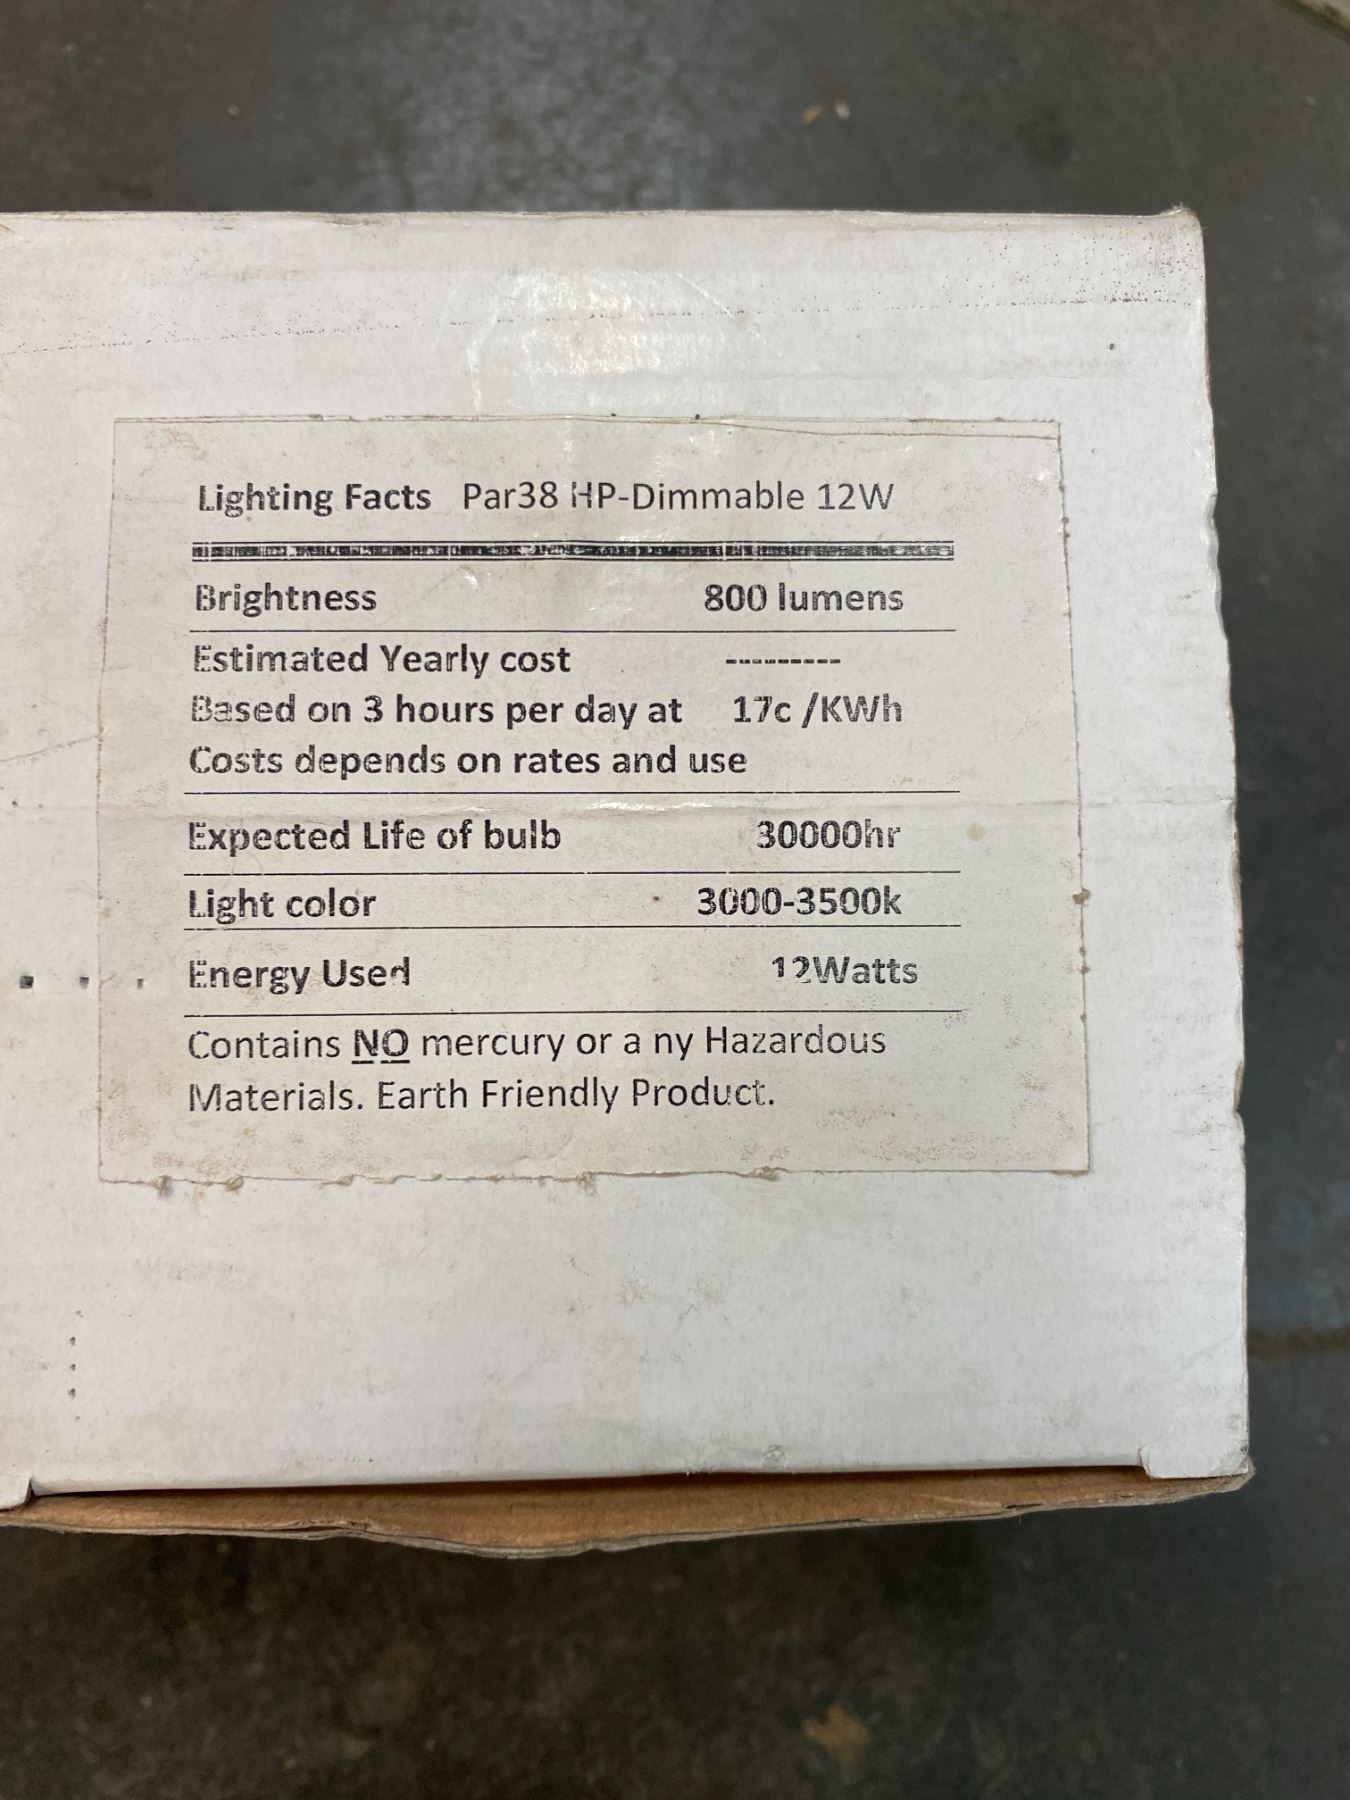 Lighting Facts Par38 HP-Dimmable 12W
Brightness 800 lumens
Estimated Yearly cost ---------
Based on 3 hours per day at 17c /KWh
Costs depends on rates and use
Expected Life of bulb 30000hr
Light color 3000-3500k
Energy Used 12Watts
Contains NO mercury or a ny Hazardous
Materials. Earth Friendly Product.